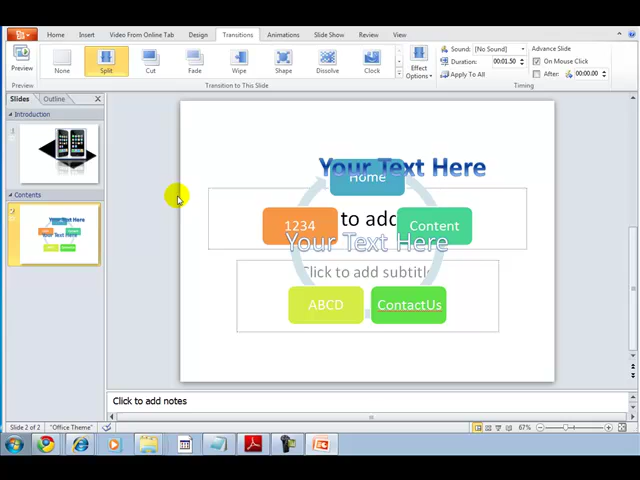 Home Insert Video From Online Tab Design Transitions Animations Slide Show Review View
Preview None Split Cut Fade Wipe Shape Dissolve Clock Effect Options
Sound: [No Sound]
Duration: 00:01.50
Apply To All
Advance Slide
On Mouse Click
After: 00:00.00
Preview Transition to This Slide Timing
Slides Outline
Introduction
1
Contents
2
Your Text Here
Home
1234
to add
Content
Your Text Here
Click to add subtitle
ABCD
ContactUs
Click to add notes
Slide 2 of 2 "Office Theme" 67%